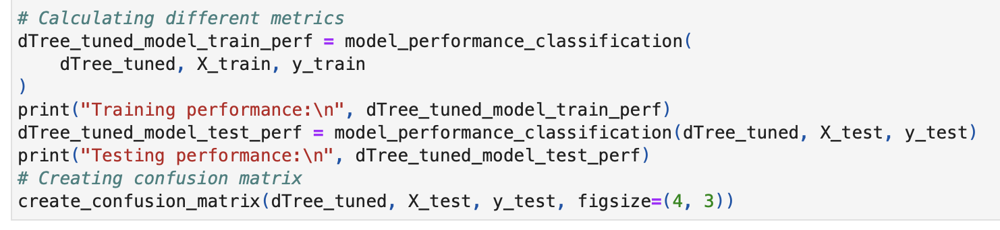 # Calculating different metrics
dTree_tuned_model_train_perf = model_performance_classification(
    dTree_tuned, X_train, y_train
)
print("Training performance:\n", dTree_tuned_model_train_perf)
dTree_tuned_model_test_perf = model_performance_classification(dTree_tuned, X_test, y_test)
print("Testing performance:\n", dTree_tuned_model_test_perf)
# Creating confusion matrix
create_confusion_matrix(dTree_tuned, X_test, y_test, figsize=(4, 3))